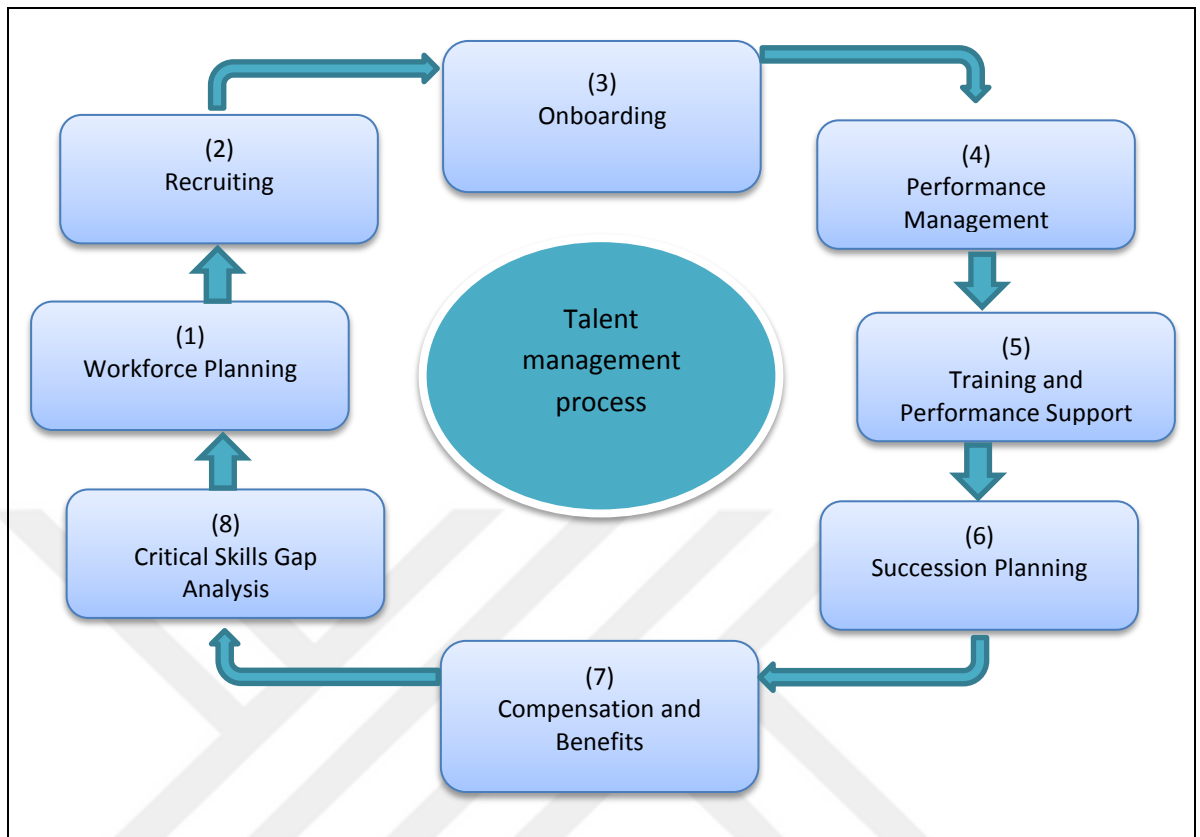 (3)
Onboarding
(2)
Recruiting
(4)
Performance
Management
(1)
Workforce Planning
Talent
management
process
(5)
Training and
Performance Support
(8)
Critical Skills Gap
Analysis
(6)
Succession Planning
(7)
Compensation and
Benefits